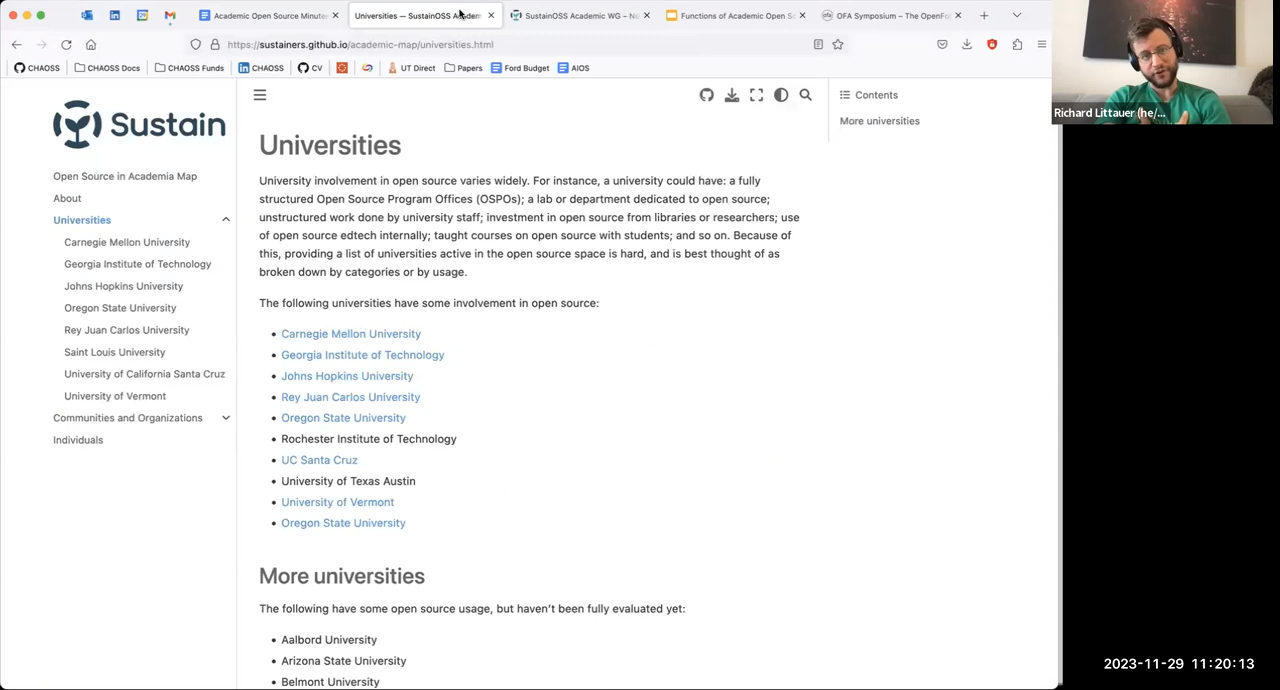 Academic Open Source Minutes
Universities — SustainOSS Academ
SustainOSS Academic WG – N
Functions of Academic Open Sc
OFA Symposium – The OpenFo
https://sustainers.github.io/academic-map/universities.html
CHAOSS
CHAOSS Docs
CHAOSS Funds
CHAOSS
CV
UT Direct
Papers
Ford Budget
AIOS
Richard Littauer (he/...
Sustain
Open Source in Academia Map
About
Universities
Carnegie Mellon University
Georgia Institute of Technology
Johns Hopkins University
Oregon State University
Rey Juan Carlos University
Saint Louis University
University of California Santa Cruz
University of Vermont
Communities and Organizations
Individuals
Universities
University involvement in open source varies widely. For instance, a university could have: a fully
structured Open Source Program Offices (OSPOs); a lab or department dedicated to open source;
unstructured work done by university staff; investment in open source from libraries or researchers; use
of open source edtech internally; taught courses on open source with students; and so on. Because of
this, providing a list of universities active in the open source space is hard, and is best thought of as
broken down by categories or by usage.
The following universities have some involvement in open source:
• Carnegie Mellon University
• Georgia Institute of Technology
• Johns Hopkins University
• Rey Juan Carlos University
• Oregon State University
• Rochester Institute of Technology
• UC Santa Cruz
• University of Texas Austin
• University of Vermont
• Oregon State University
More universities
The following have some open source usage, but haven't been fully evaluated yet:
• Aalbord University
• Arizona State University
• Belmont University
Contents
More universities
2023-11-29 11:20:13